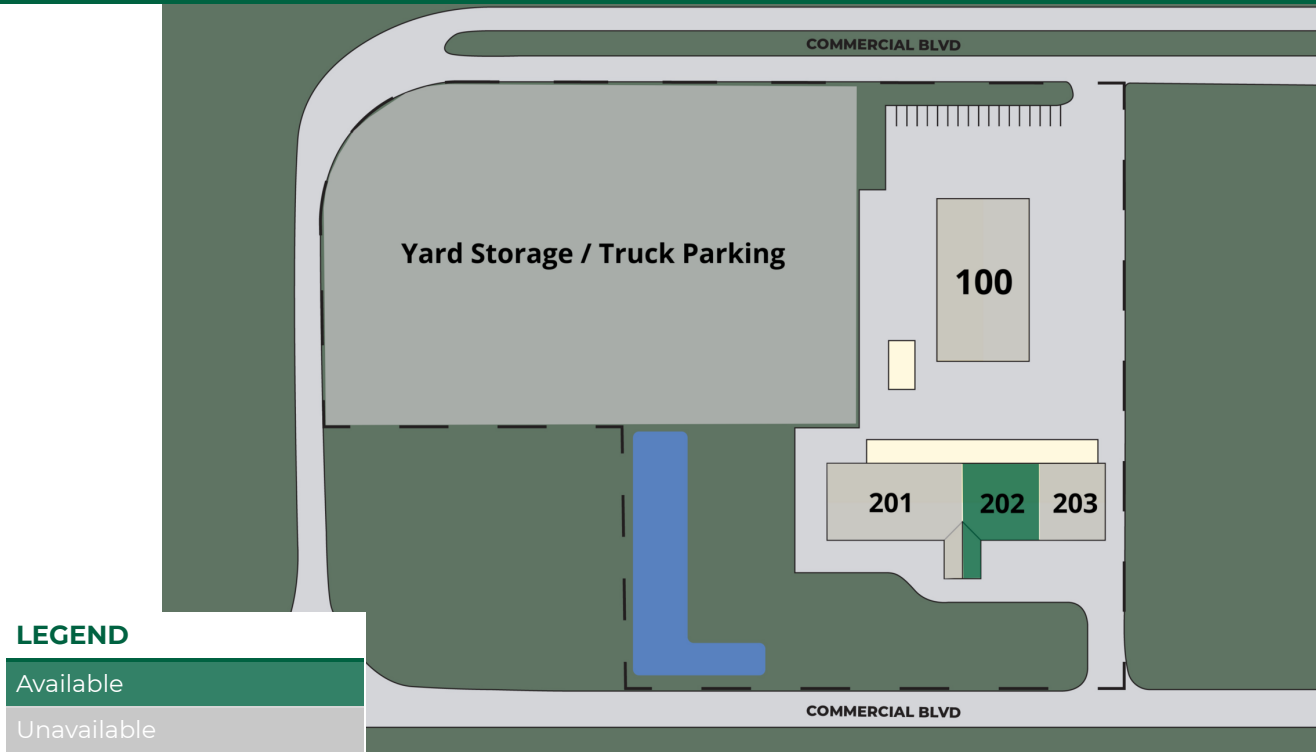 COMMERCIAL BLVD
Yard Storage / Truck Parking
100
201
202
203
LEGEND
Available
Unavailable
COMMERCIAL BLVD